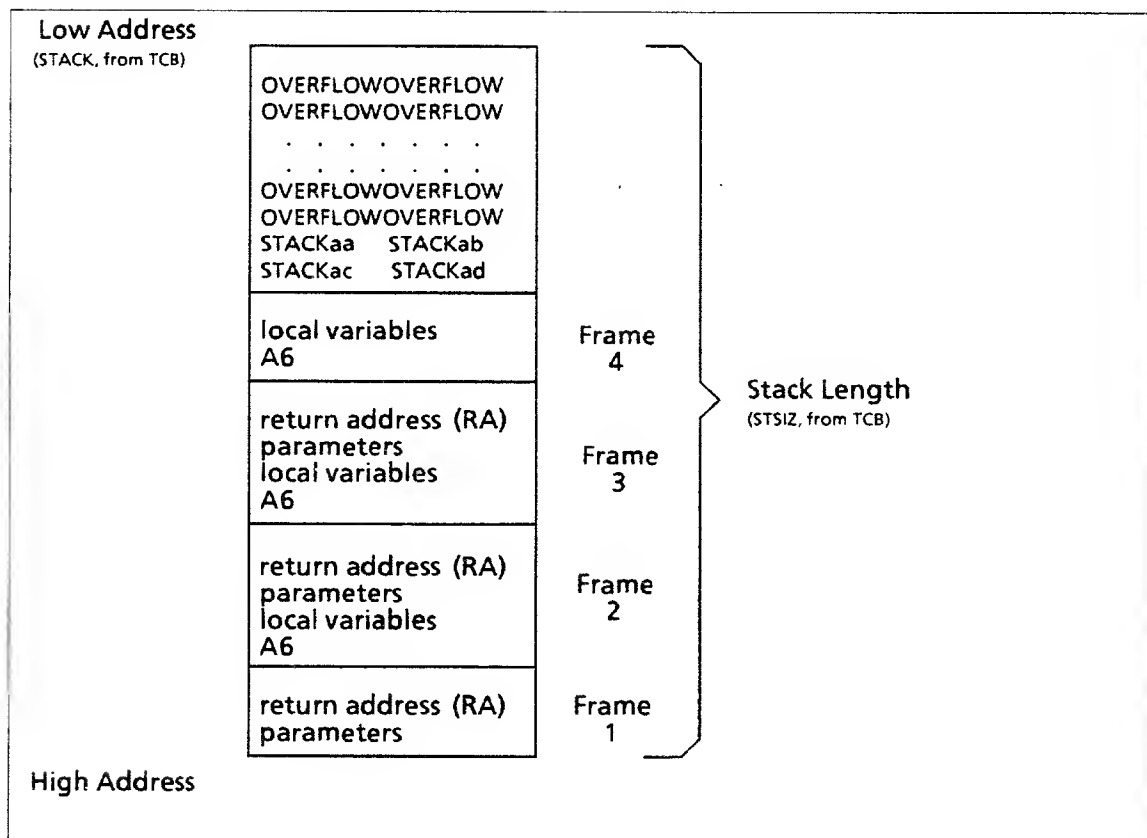 Low Address
(STACK, from TCB)
OVERFLOWOVERFLOW
OVERFLOWOVERFLOW
. . . . . . .
. . . . . . .
OVERFLOWOVERFLOW
OVERFLOWOVERFLOW
STACKaa STACKab
STACKac STACKad
local variables
A6
Frame
4
Stack Length
(STSIZ, from TCB)
return address (RA)
parameters
local variables
A6
Frame
3
return address (RA)
parameters
local variables
A6
Frame
2
return address (RA)
parameters
Frame
1
High Address